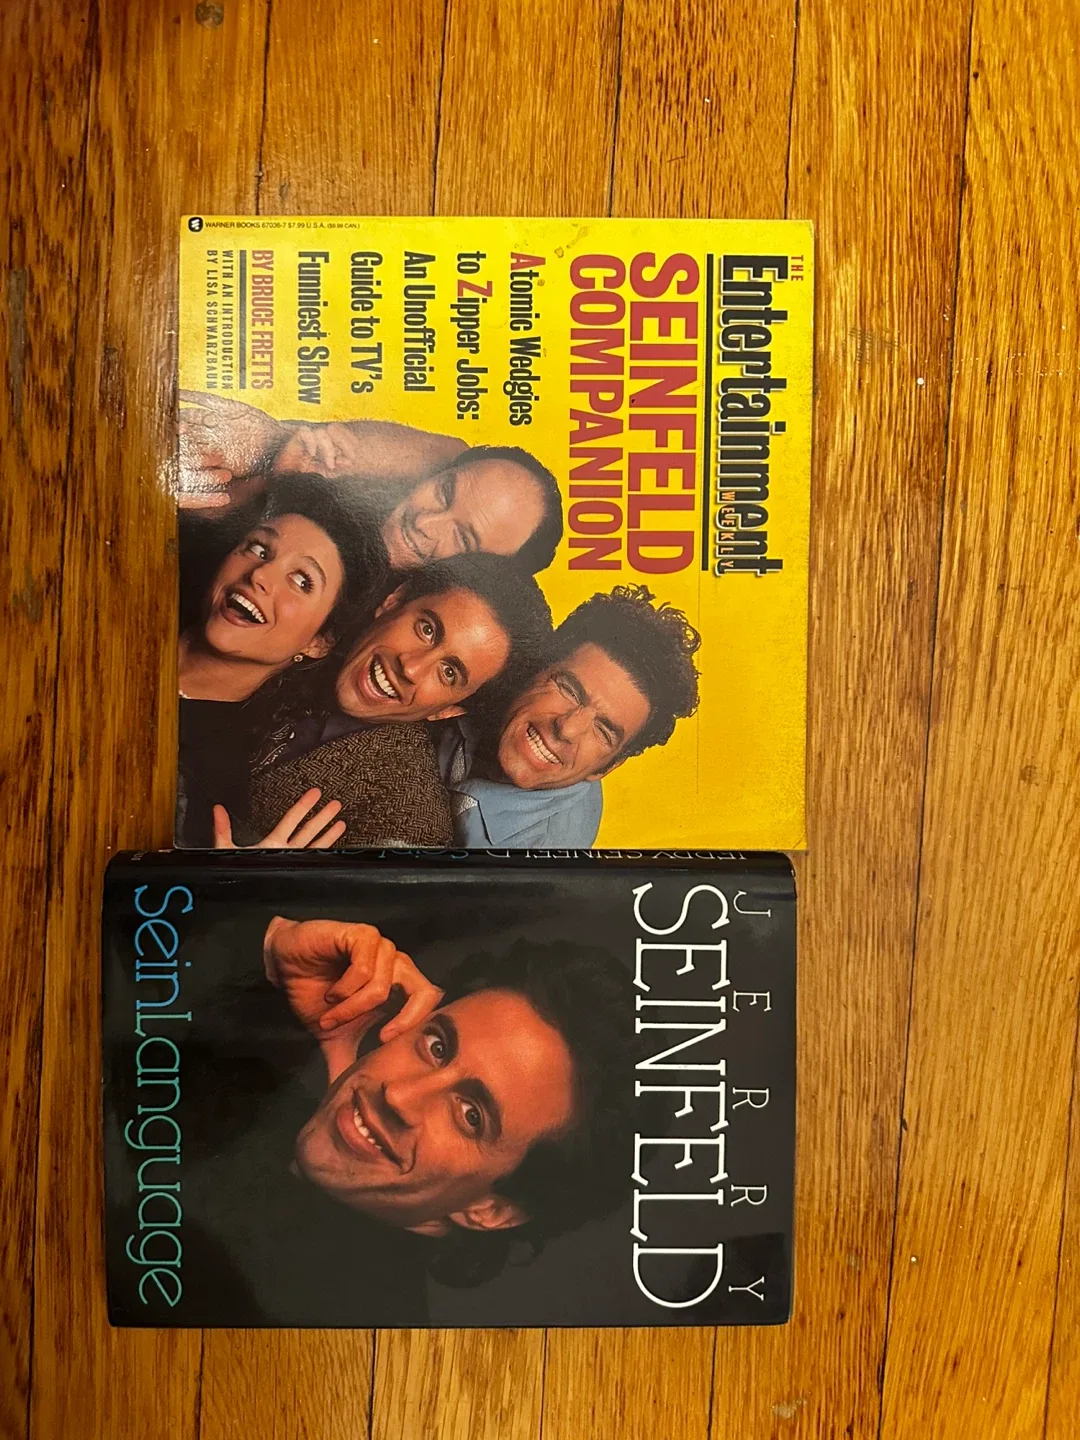 THE
Entertainment
WEEKLY
SEINFELD
COMPANION
Atomic Wedgies
to Zipper Jobs:
An Unofficial
Guide to TV's
Funniest Show
BY BRUCE FRETTS
WITH AN INTRODUCTION
BY LISA SCHWARZBAUM
WARNER BOOKS 67036-7 $7.99 U.S.A. ($9.99 CAN.)
JERRY SEINFELD SeinLanguage
JERRY
SEINFELD
SeinLanguage